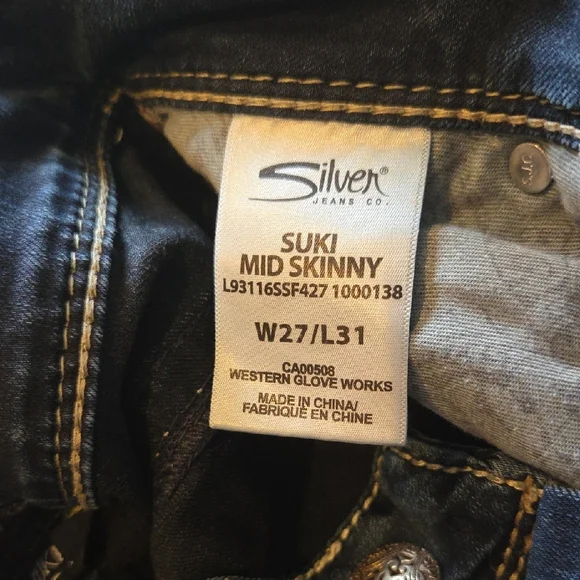 Silver®
JEANS CO.
SUKI
MID SKINNY
L93116SSF427 1000138
W27/L31
CA00508
WESTERN GLOVE WORKS
MADE IN CHINA/
FABRIQUÉ EN CHINE